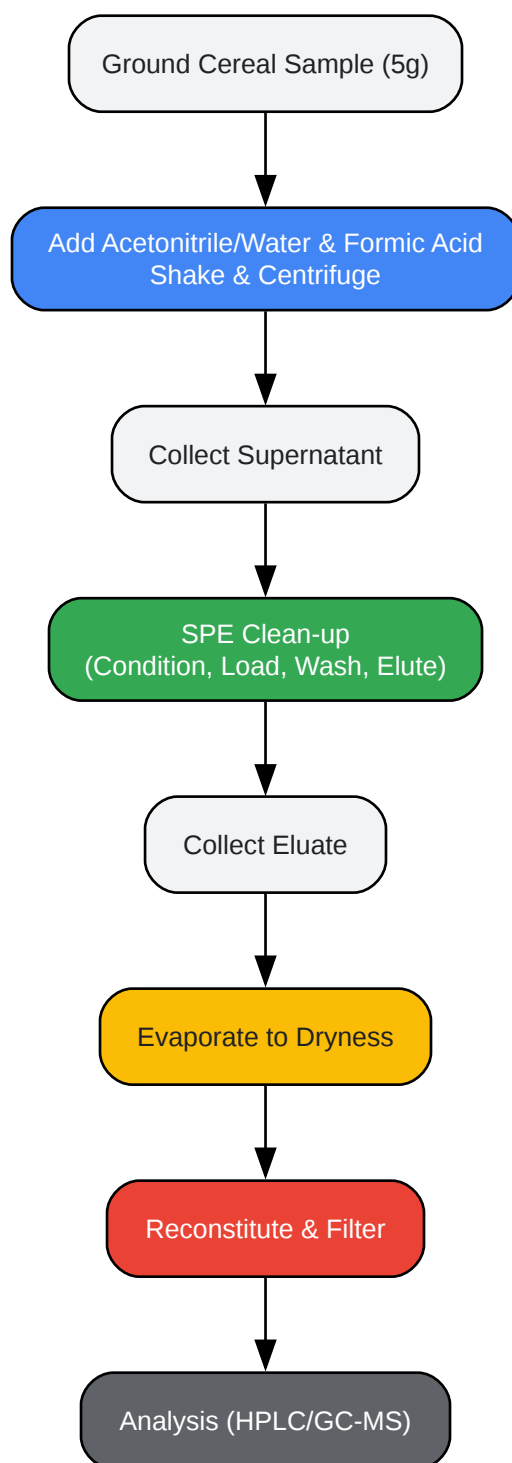 Ground Cereal Sample (5g)
Add Acetonitrile/Water & Formic Acid
Shake & Centrifuge
Collect Supernatant
SPE Clean-up
(Condition, Load, Wash, Elute)
Collect Eluate
Evaporate to Dryness
Reconstitute & Filter
Analysis (HPLC/GC-MS)